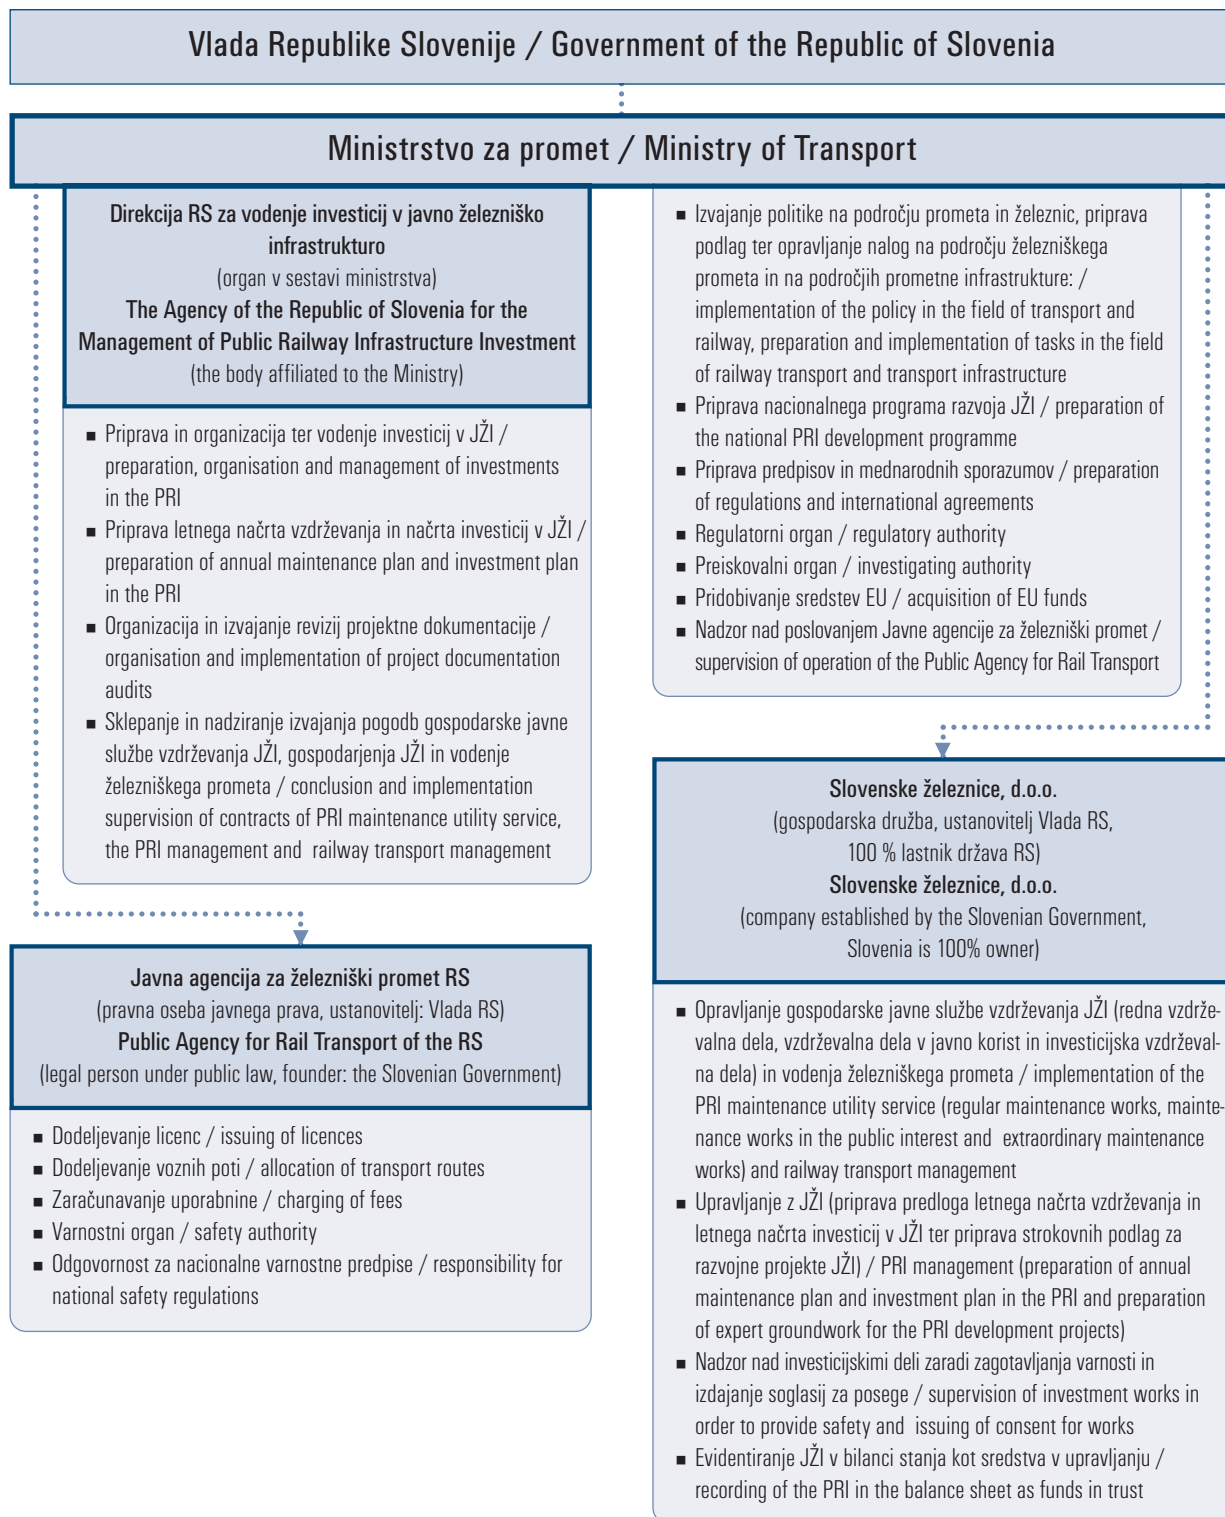 Vlada Republike Slovenije / Government of the Republic of Slovenia
Ministrstvo za promet / Ministry of Transport
Direkcija RS za vodenje investicij v javno železniško
infrastrukturo
(organ v sestavi ministrstva)
The Agency of the Republic of Slovenia for the
Management of Public Railway Infrastructure Investment
(the body affiliated to the Ministry)
■ Priprava in organizacija ter vodenje investicij v JŽI /
preparation, organisation and management of investments
in the PRI
■ Priprava letnega načrta vzdrževanja in načrta investicij v JŽI /
preparation of annual maintenance plan and investment plan
in the PRI
■ Organizacija in izvajanje revizij projektne dokumentacije /
organisation and implementation of project documentation
audits
■ Sklepanje in nadziranje izvajanja pogodb gospodarske javne
službe vzdrževanja JŽI, gospodarjenja JŽI in vodenje
železniškega prometa / conclusion and implementation
supervision of contracts of PRI maintenance utility service,
the PRI management and railway transport management
■ Izvajanje politike na področju prometa in železnic, priprava
podlag ter opravljanje nalog na področju železniškega
prometa in na področjih prometne infrastrukture: /
implementation of the policy in the field of transport and
railway, preparation and implementation of tasks in the field
of railway transport and transport infrastructure
■ Priprava nacionalnega programa razvoja JŽI / preparation of
the national PRI development programme
■ Priprava predpisov in mednarodnih sporazumov / preparation
of regulations and international agreements
■ Regulatorni organ / regulatory authority
■ Preiskovalni organ / investigating authority
■ Pridobivanje sredstev EU / acquisition of EU funds
■ Nadzor nad poslovanjem Javne agencije za železniški promet /
supervision of operation of the Public Agency for Rail Transport
Javna agencija za železniški promet RS
(pravna oseba javnega prava, ustanovitelj: Vlada RS)
Public Agency for Rail Transport of the RS
(legal person under public law, founder: the Slovenian Government)
■ Dodeljevanje licenc / issuing of licences
■ Dodeljevanje voznih poti / allocation of transport routes
■ Zaračunavanje uporabnine / charging of fees
■ Varnostni organ / safety authority
■ Odgovornost za nacionalne varnostne predpise / responsibility for
national safety regulations
Slovenske železnice, d.o.o.
(gospodarska družba, ustanovitelj Vlada RS,
100 % lastnik država RS)
Slovenske železnice, d.o.o.
(company established by the Slovenian Government,
Slovenia is 100% owner)
■ Opravljanje gospodarske javne službe vzdrževanja JŽI (redna vzdrže-
valna dela, vzdrževalna dela v javno korist in investicijska vzdrževal-
na dela) in vodenja železniškega prometa / implementation of the
PRI maintenance utility service (regular maintenance works, mainte-
nance works in the public interest and extraordinary maintenance
works) and railway transport management
■ Upravljanje z JŽI (priprava predloga letnega načrta vzdrževanja in
letnega načrta investicij v JŽI ter priprava strokovnih podlag za
razvojne projekte JŽI) / PRI management (preparation of annual
maintenance plan and investment plan in the PRI and preparation
of expert groundwork for the PRI development projects)
■ Nadzor nad investicijskimi deli zaradi zagotavljanja varnosti in
izdajanje soglasij za posege / supervision of investment works in
order to provide safety and issuing of consent for works
■ Evidentiranje JŽI v bilanci stanja kot sredstva v upravljanju /
recording of the PRI in the balance sheet as funds in trust